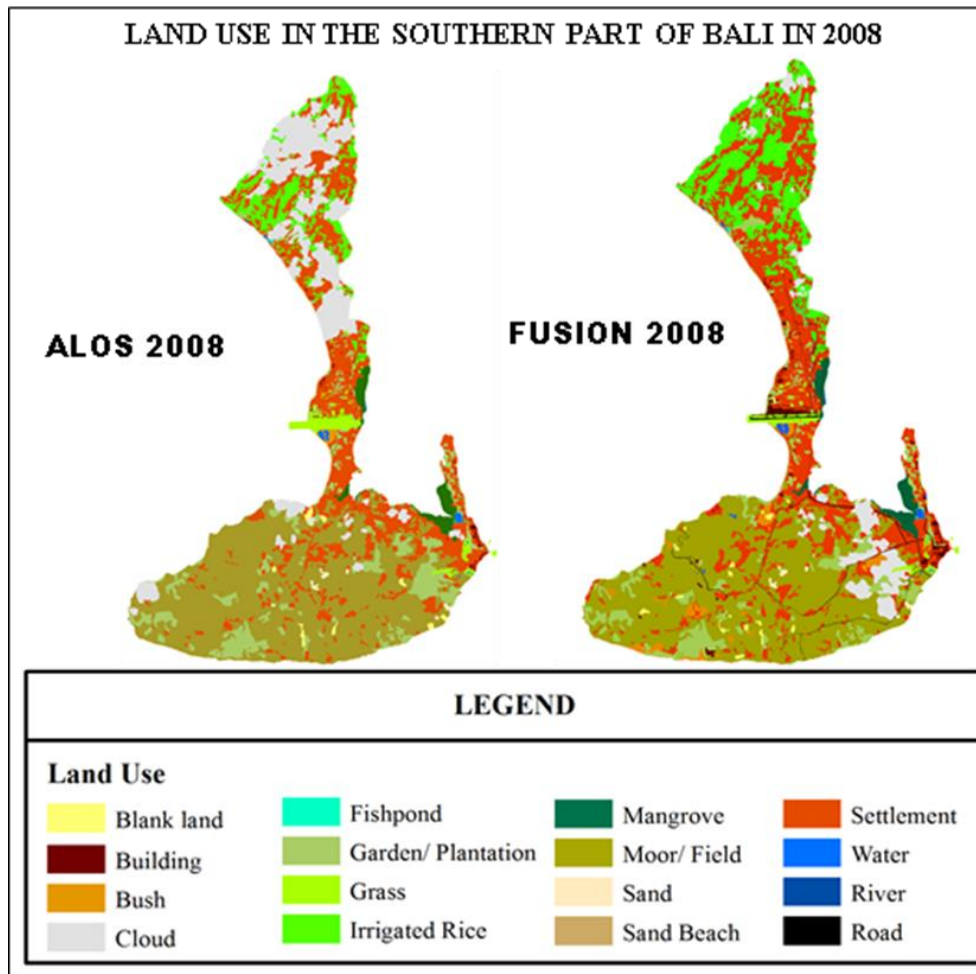 LAND USE IN THE SOUTHERN PART OF BALI IN 2008
ALOS 2008
FUSION 2008
LEGEND
Land Use
Blank land
Building
Bush
Cloud
Fishpond
Garden/ Plantation
Grass
Irrigated Rice
Mangrove
Moor/ Field
Sand
Sand Beach
Settlement
Water
River
Road